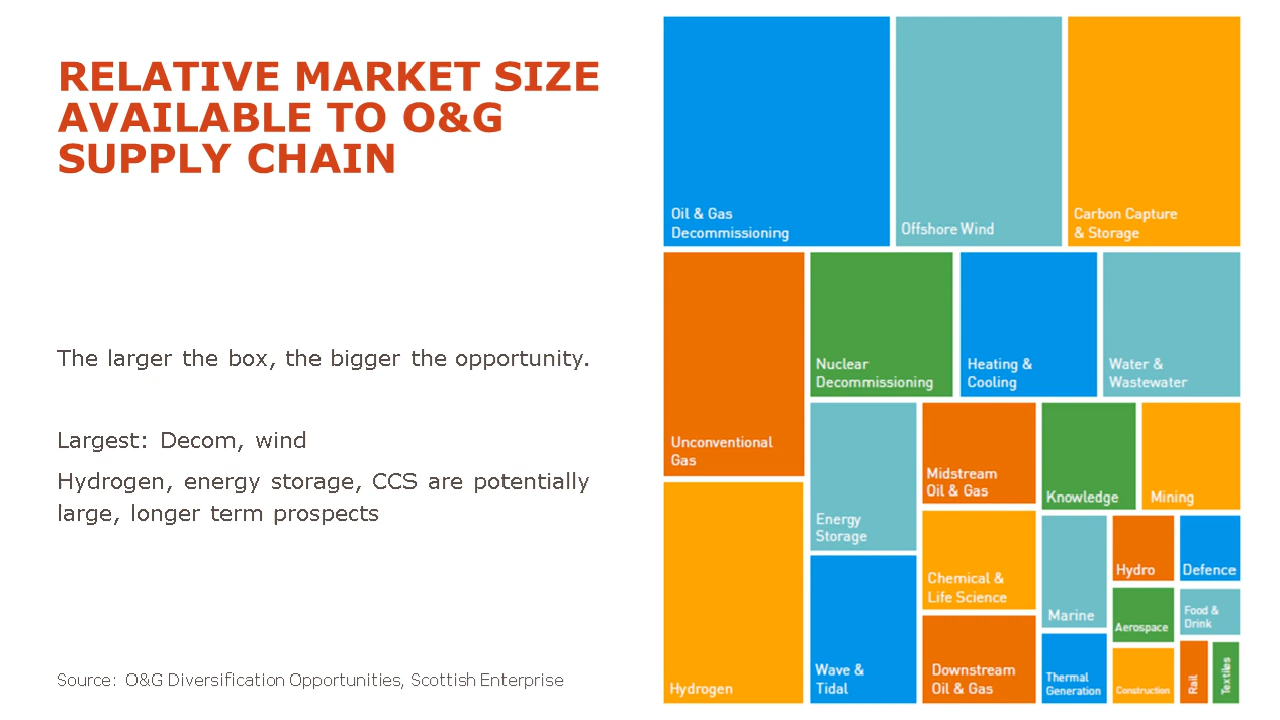 RELATIVE MARKET SIZE
AVAILABLE TO O&G
SUPPLY CHAIN
The larger the box, the bigger the opportunity.
Largest: Decom, wind
Hydrogen, energy storage, CCS are potentially
large, longer term prospects
Source: O&G Diversification Opportunities, Scottish Enterprise
Oil & Gas
Decommissioning
Offshore Wind
Carbon Capture
& Storage
Unconventional
Gas
Nuclear
Decommissioning
Heating &
Cooling
Water &
Wastewater
Hydrogen
Energy
Storage
Midstream
Oil & Gas
Knowledge
Mining
Wave &
Tidal
Chemical &
Life Science
Downstream
Oil & Gas
Marine
Hydro
Defence
Thermal
Generation
Aerospace
Food &
Drink
Construction
Rail
Textiles